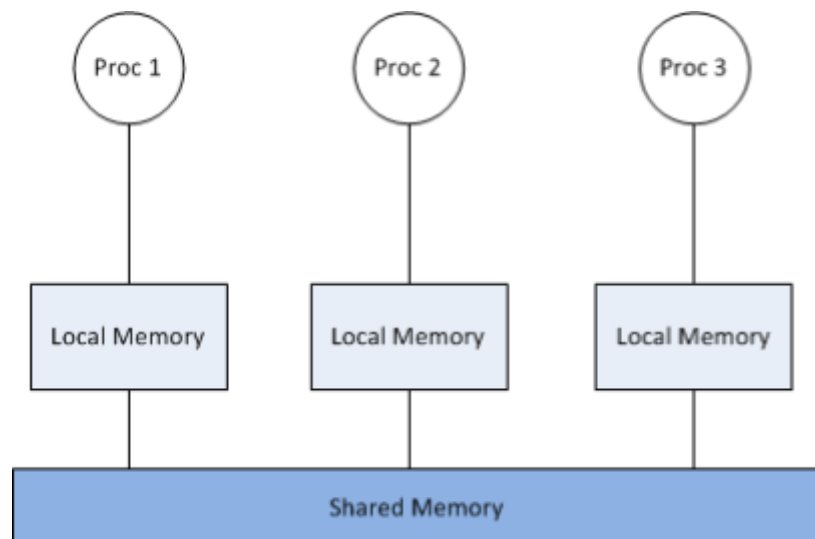 Proc 1
Proc 2
Proc 3
Local Memory
Local Memory
Local Memory
Shared Memory